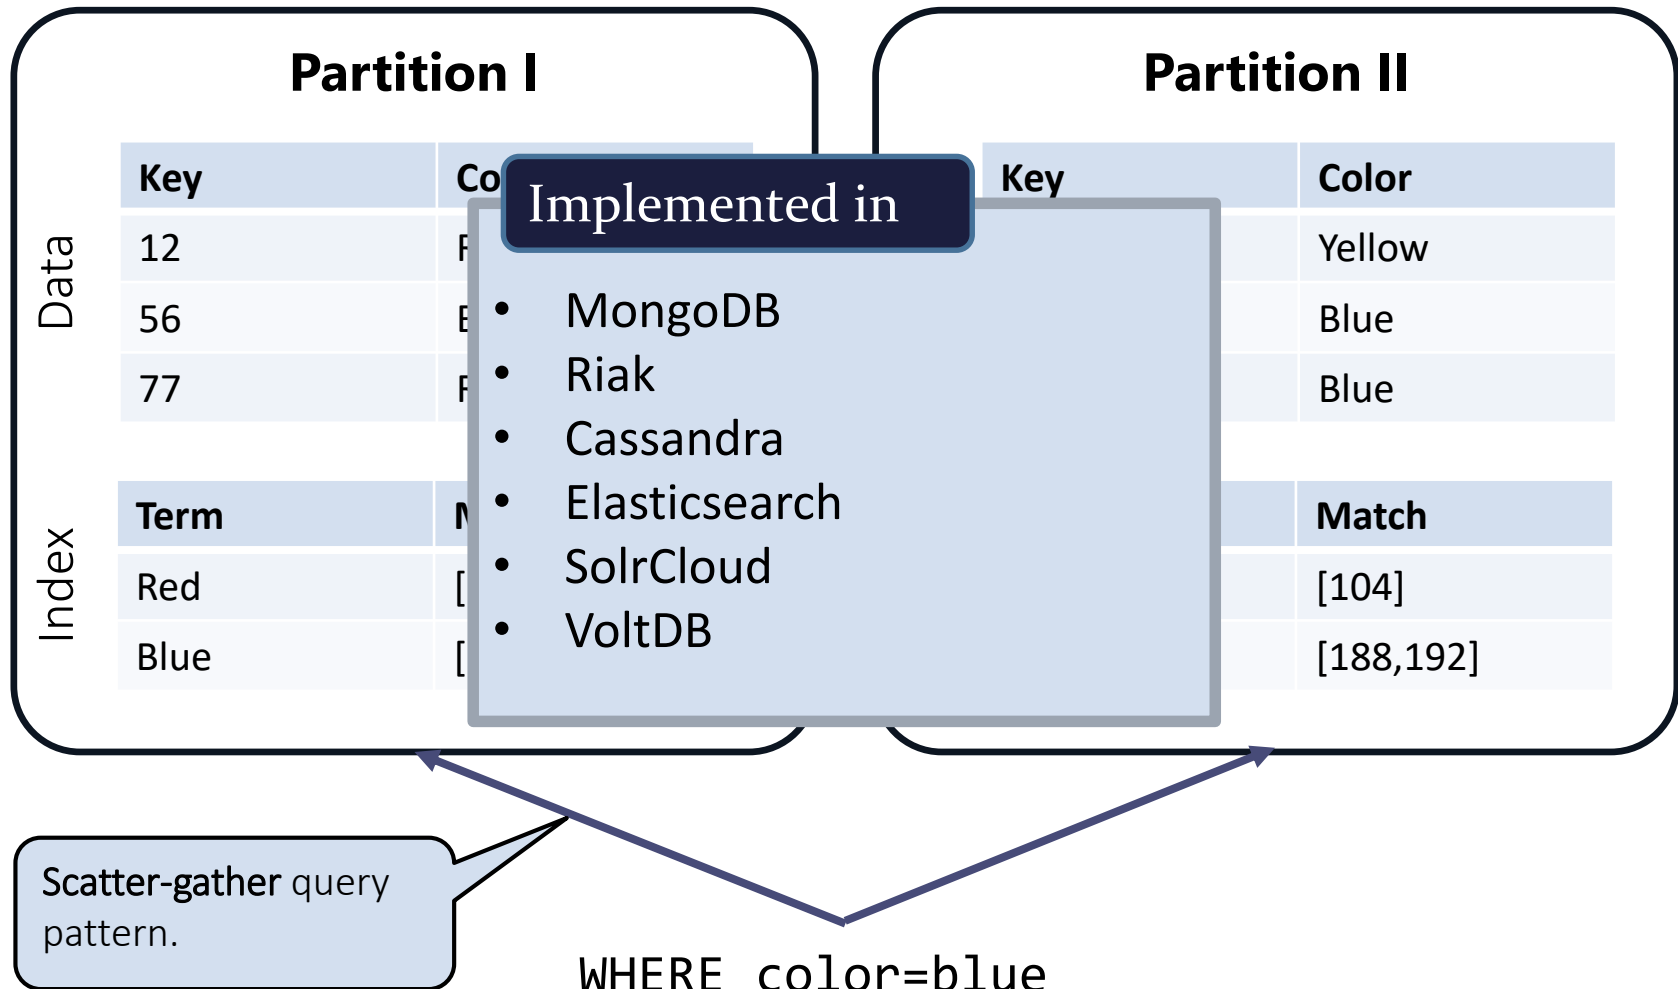 Partition I
Partition II
Data
Key Co
12
56
77
Index
Term
Red [
Blue [
Implemented in
• MongoDB
• Riak
• Cassandra
• Elasticsearch
• SolrCloud
• VoltDB
Key Color
Yellow
Blue
Blue
Match
[104]
[188,192]
Scatter-gather query
pattern.
WHERE color=blue